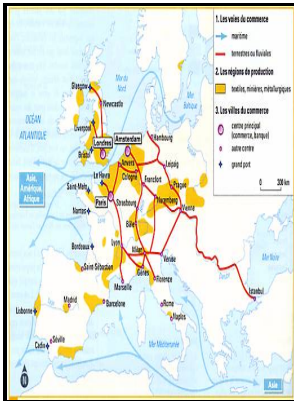 1. Les voies du commerce
maritime
terrestres ou fluviales
2. Les régions de production
textiles, minières, métallurgiques
3. Les villes du commerce
centre principal
(commerce, banque)
autre centre
grand port
0 200 km
Mer du
Nord
Mer
Baltique
OCÉAN
ATLANTIQUE
Glasgow
Newcastle
Liverpool
Bristol
Londres
Amsterdam
Hambourg
Anvers
Cologne
Leipzig
Le Havre
Francfort
Prague
Saint-Malo
Paris
Strasbourg
Nuremberg
Vienne
Nantes
Bâle
Asie,
Amérique,
Afrique
Bordeaux
Lyon
Milan
Venise
Gênes
Florence
Saint-Sébastien
Marseille
Madrid
Barcelone
Rome
Naples
Lisbonne
Séville
Cadix
Mer Noire
Istanbul
Mer Méditerranée
Asie
N